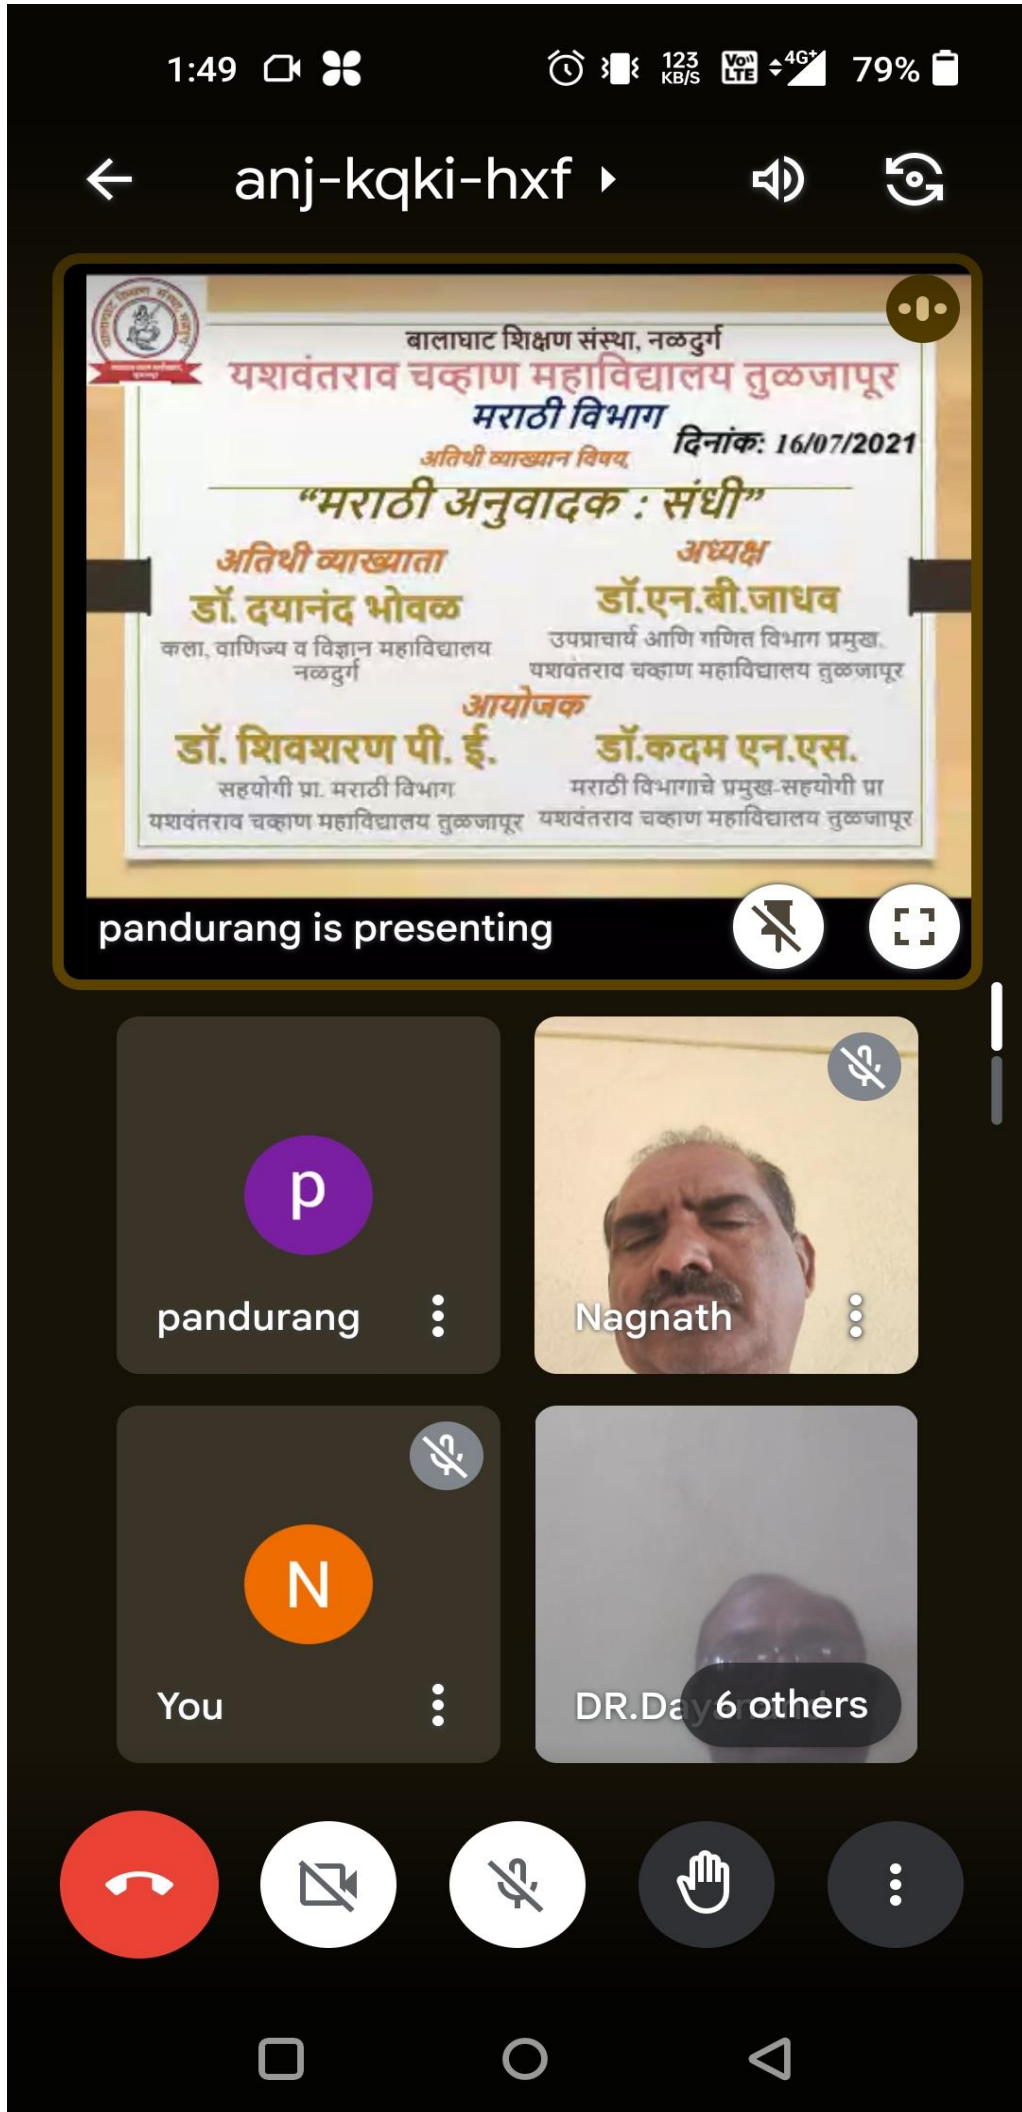 1:49 123 KB/S Vo)) LTE 4G+ 79%
anj-kqki-hxf
बालाघाट शिक्षण संस्था, नळदुर्ग
यशवंतराव चव्हाण महाविद्यालय तुळजापूर
मराठी विभाग
दिनांक: 16/07/2021
अतिथी व्याख्यान विषय,
“मराठी अनुवादक : संधी”
अतिथी व्याख्याता
अध्यक्ष
डॉ. दयानंद भोवळ
डॉ.एन.बी.जाधव
कला, वाणिज्य व विज्ञान महाविद्यालय
नळदुर्ग
उपप्राचार्य आणि गणित विभाग प्रमुख.
यशवंतराव चव्हाण महाविद्यालय तुळजापूर
आयोजक
डॉ. शिवशरण पी. ई.
डॉ.कदम एन.एस.
सहयोगी प्रा. मराठी विभाग
मराठी विभागाचे प्रमुख-सहयोगी प्रा
यशवंतराव चव्हाण महाविद्यालय तुळजापूर
यशवंतराव चव्हाण महाविद्यालय तुळजापूर
pandurang is presenting
p
pandurang
Nagnath
N
You
DR.Dayanand
6 others